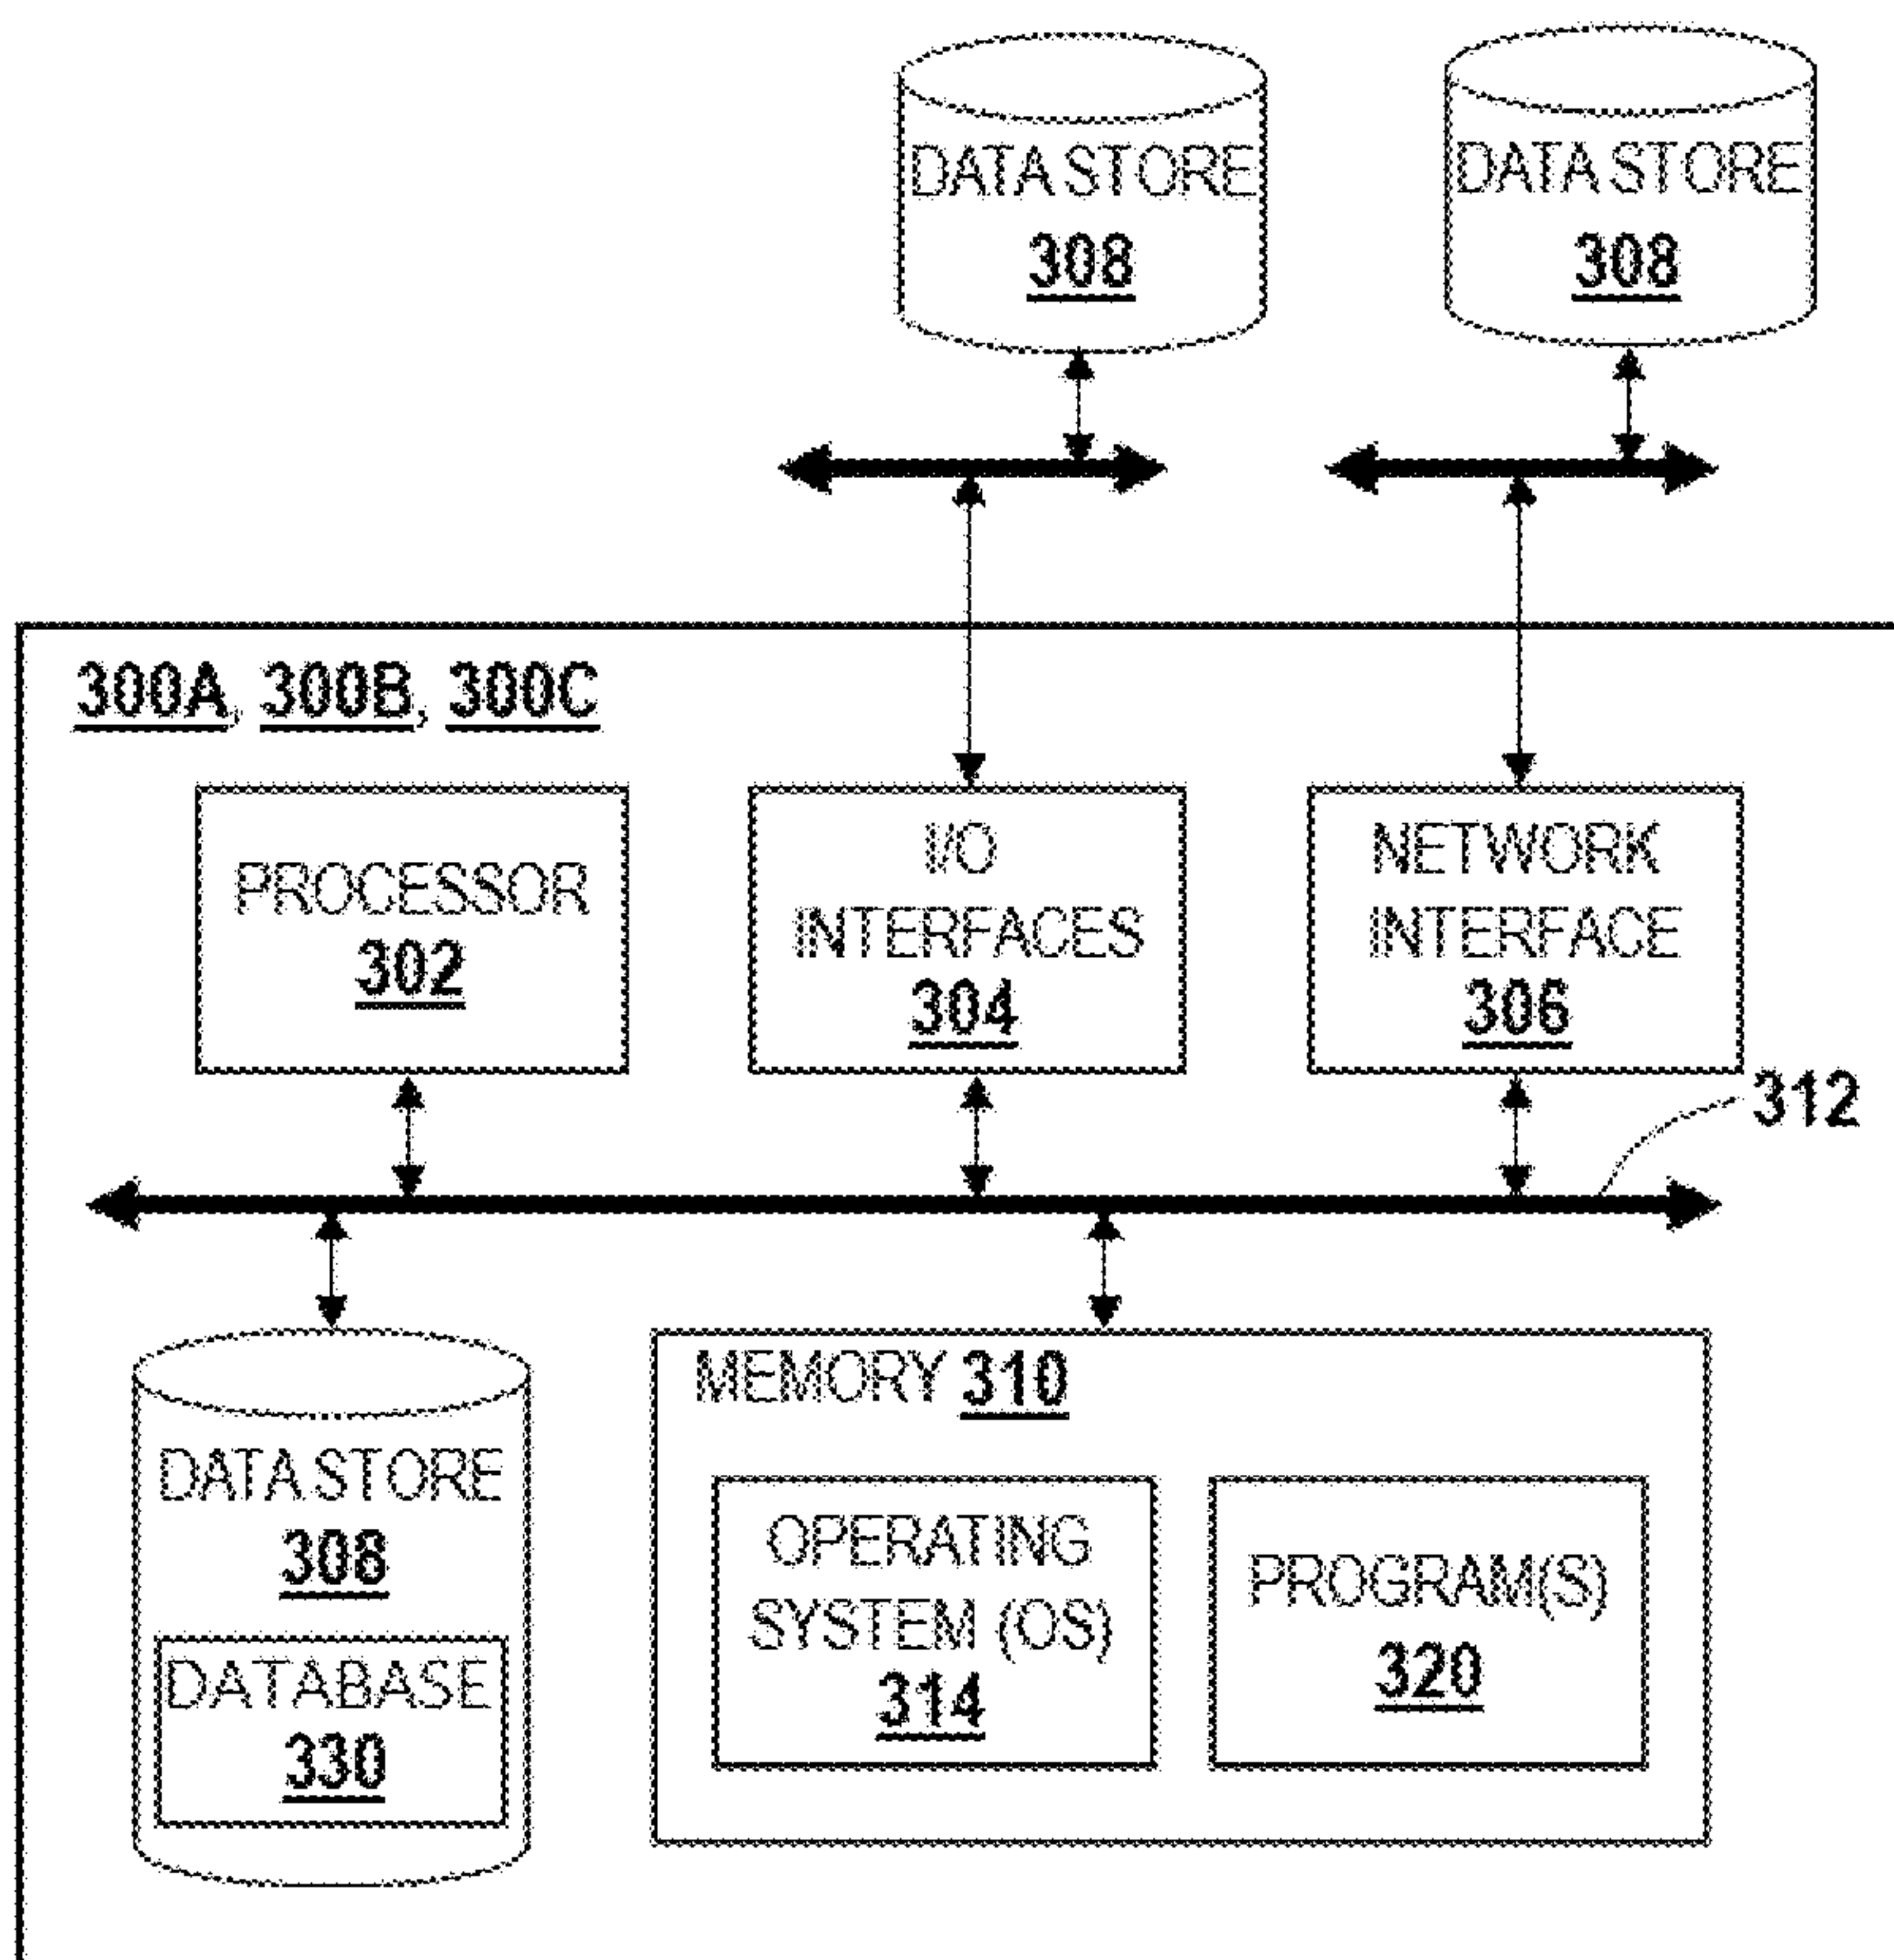 DATA STORE
308
DATA STORE
308
300A, 300B, 300C
PROCESSOR
302
I/O
INTERFACES
304
NETWORK
INTERFACE
306
312
DATA STORE
308
DATABASE
330
MEMORY 310
OPERATING
SYSTEM (OS)
314
PROGRAM(S)
320